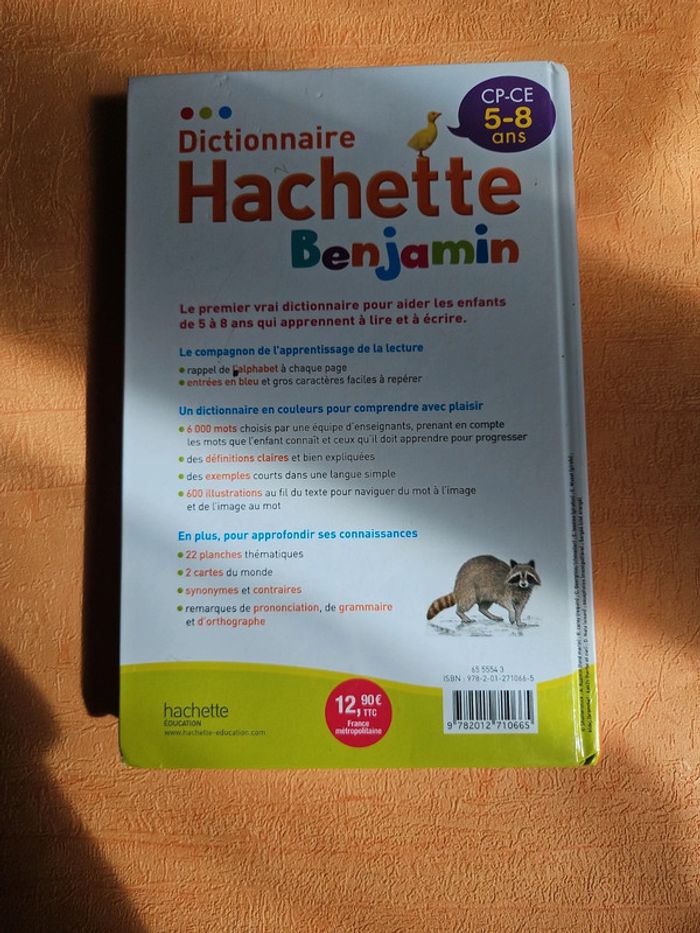 CP-CE
5-8
ans
Dictionnaire
Hachette
Benjamin
Le premier vrai dictionnaire pour aider les enfants
de 5 à 8 ans qui apprennent à lire et à écrire.
Le compagnon de l'apprentissage de la lecture
rappel de l'alphabet à chaque page
entrées en bleu et gros caractères faciles à repérer
Un dictionnaire en couleurs pour comprendre avec plaisir
6 000 mots choisis par une équipe d'enseignants, prenant en compte
les mots que l'enfant connaît et ceux qu'il doit apprendre pour progresser
des définitions claires et bien expliquées
des exemples courts dans une langue simple
600 illustrations au fil du texte pour naviguer du mot à l'image
et de l'image au mot
En plus, pour approfondir ses connaissances
22 planches thématiques
2 cartes du monde
synonymes et contraires
remarques de prononciation, de grammaire
et d'orthographe
65 5554 3
ISBN : 978-2-01-271066-5
9 782012 710665
12,90€
TTC
France
métropolitaine
hachette
ÉDUCATION
www.hachette-education.com